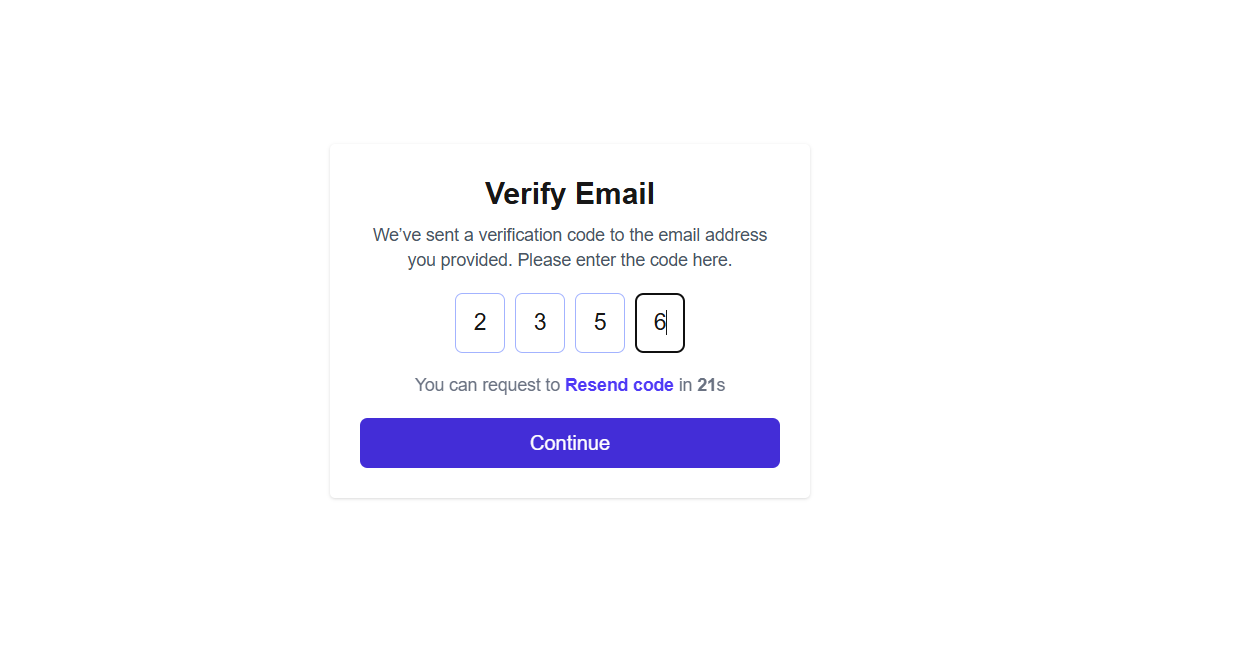 Verify Email
We've sent a verification code to the email address
you provided. Please enter the code here.
2 3 5 6
You can request to Resend code in 21s
Continue